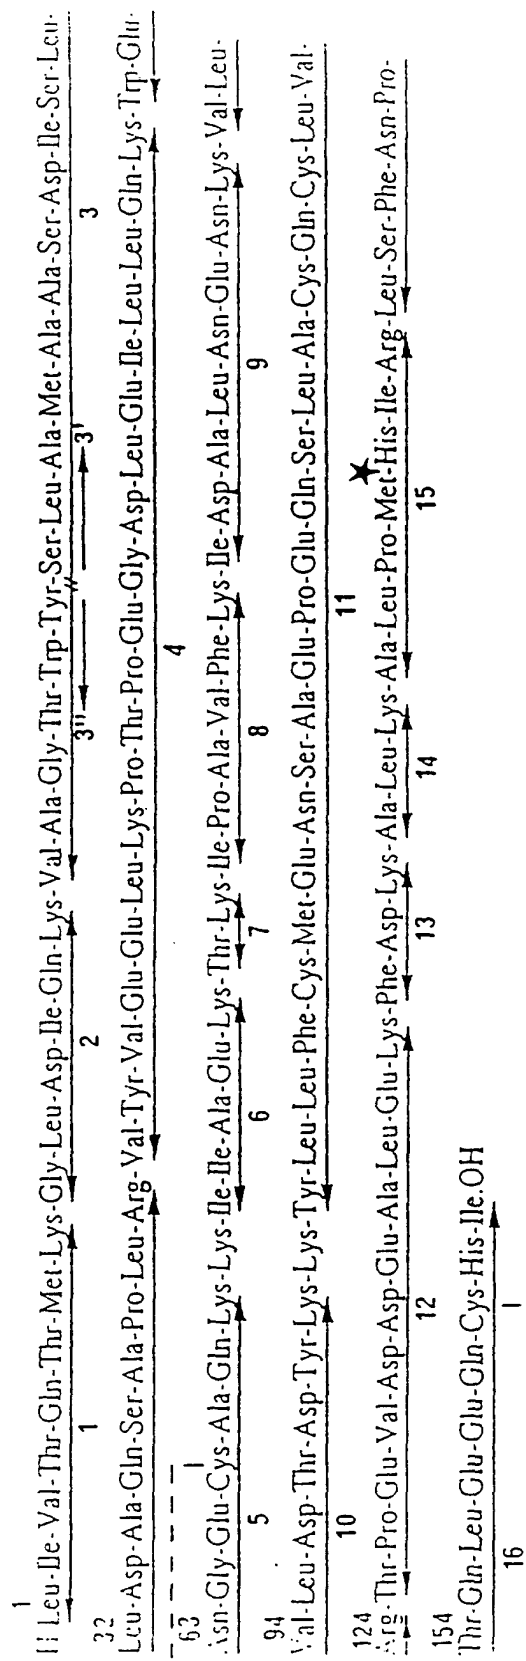 1
H Leu-Ile-Val-Thr-Gln-Thr-Met-Lys-Gly-Leu-Asp-Ile-Gln-Lys-Val-Ala-Gly-Thr-Trp-Tyr-Ser-Leu-Ala-Met-Ala-Ala-Ser-Asp-Ile-Ser-Leu-
1 2 3'' 3' 3
32
Leu-Asp-Ala-Gln-Ser-Ala-Pro-Leu-Arg-Val-Tyr-Val-Glu-Glu-Leu-Lys-Pro-Thr-Pro-Glu-Gly-Asp-Leu-Glu-Ile-Leu-Leu-Gln-Lys-Trp-Glu-
4
63
Asn-Gly-Glu-Cys-Ala-Gln-Lys-Lys-Ile-Ile-Ala-Glu-Lys-Thr-Lys-Ile-Pro-Ala-Val-Phe-Lys-Ile-Asp-Ala-Leu-Asn-Glu-Asn-Lys-Val-Leu-
5 6 7 8 9
94
Val-Leu-Asp-Thr-Asp-Tyr-Lys-Lys-Tyr-Leu-Leu-Phe-Cys-Met-Glu-Asn-Ser-Ala-Glu-Pro-Glu-Gln-Ser-Leu-Ala-Cys-Gln-Cys-Leu-Val-
10 11
124
Arg-Thr-Pro-Glu-Val-Asp-Asp-Glu-Ala-Leu-Glu-Lys-Phe-Asp-Lys-Ala-Leu-Lys-Ala-Leu-Pro-Met-His-Ile-Arg-Leu-Ser-Phe-Asn-Pro-
12 13 14 15
154
Thr-Gln-Leu-Glu-Glu-Gln-Cys-His-Ile.OH
16